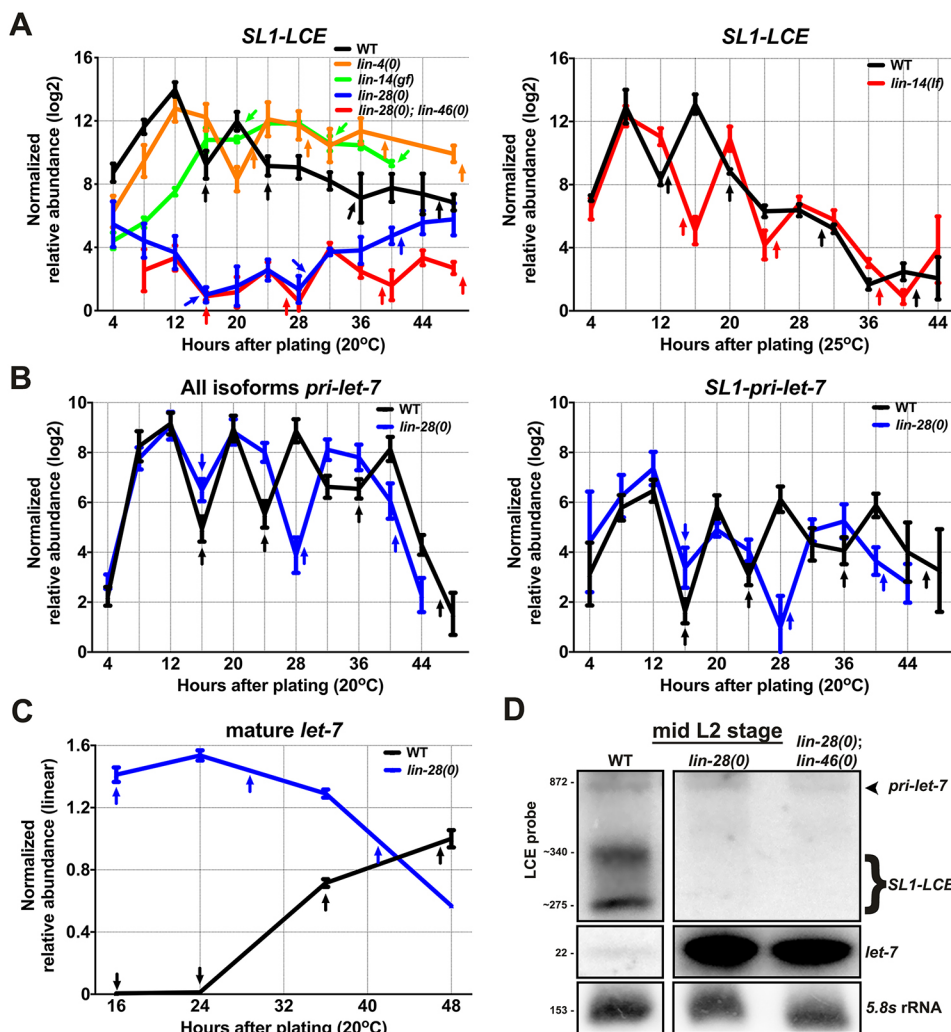 A
SL1-LCE
Normalized
relative abundance (log2)
16
12
8
4
0
WT
lin-4(0)
lin-14(gf)
lin-28(0)
lin-28(0); lin-46(0)
4 12 20 28 36 44
Hours after plating (20ºC)
SL1-LCE
Normalized
relative abundance (log2)
16
12
8
4
0
WT
lin-14(lf)
4 12 20 28 36 44
Hours after plating (25ºC)
B
All isoforms pri-let-7
Normalized
relative abundance (log2)
10
8
6
4
2
0
WT
lin-28(0)
4 12 20 28 36 44
Hours after plating (20ºC)
SL1-pri-let-7
Normalized
relative abundance (log2)
10
8
6
4
2
0
WT
lin-28(0)
4 12 20 28 36 44
Hours after plating (20ºC)
C
mature let-7
Normalized
relative abundance (linear)
1.6
1.2
0.8
0.4
0
WT
lin-28(0)
16 24 32 40 48
Hours after plating (20ºC)
D
mid L2 stage
WT
lin-28(0)
lin-28(0);
lin-46(0)
LCE probe
872 -
~340 -
~275 -
22 -
153 -
pri-let-7
SL1-LCE
let-7
5.8s rRNA